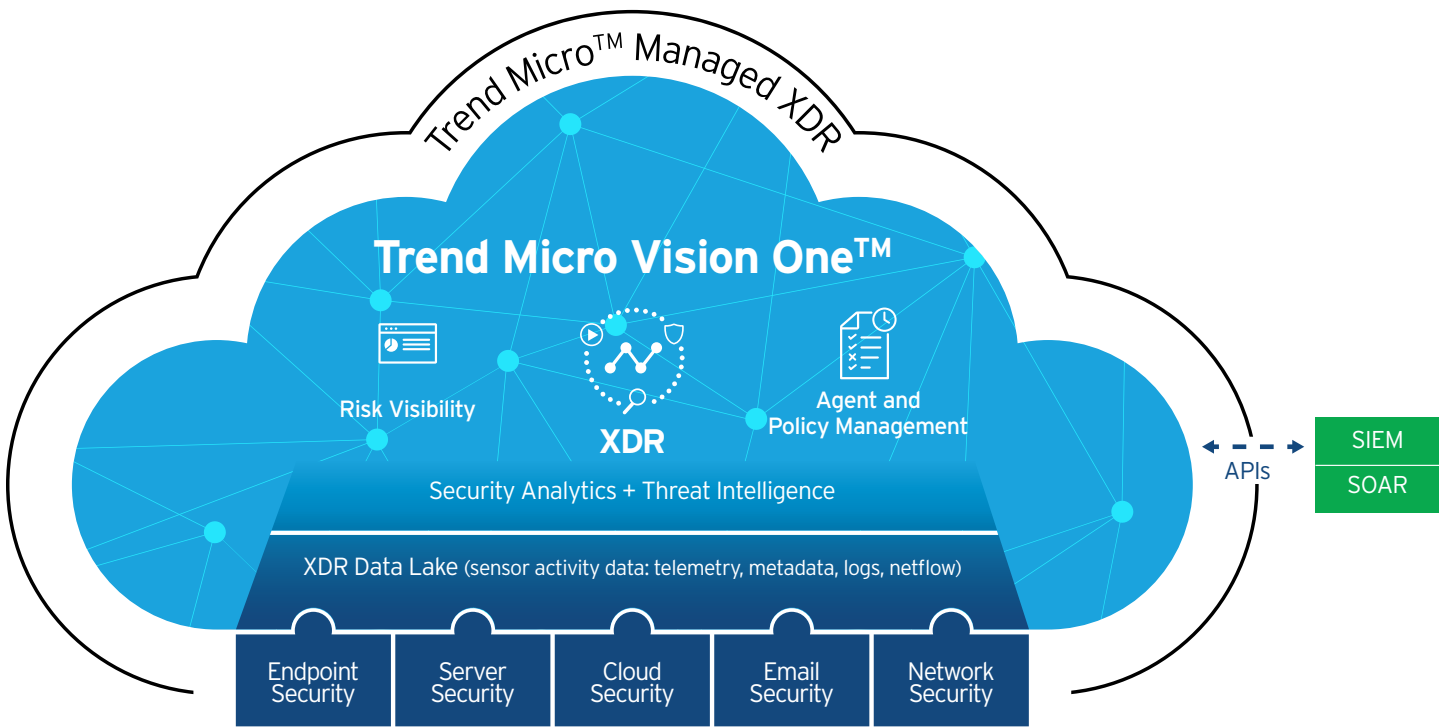 Trend Micro™ Managed XDR
Trend Micro Vision One™
Risk Visibility
XDR
Agent and
Policy Management
Security Analytics + Threat Intelligence
XDR Data Lake (sensor activity data: telemetry, metadata, logs, netflow)
Endpoint
Security
Server
Security
Cloud
Security
Email
Security
Network
Security
APIs
SIEM
SOAR